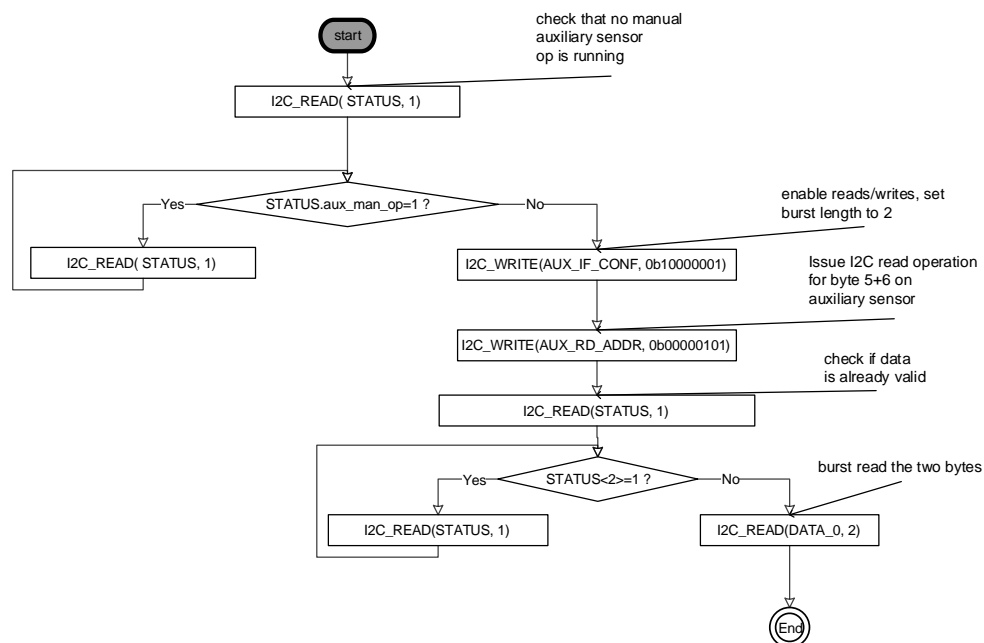 start
check that no manual
auxiliary sensor
op is running
I2C_READ( STATUS, 1)
Yes
STATUS.aux_man_op=1 ?
No
I2C_READ( STATUS, 1)
enable reads/writes, set
burst length to 2
I2C_WRITE(AUX_IF_CONF, 0b10000001)
Issue I2C read operation
for byte 5+6 on
auxiliary sensor
I2C_WRITE(AUX_RD_ADDR, 0b00000101)
check if data
is already valid
I2C_READ(STATUS, 1)
Yes
STATUS<2>=1 ?
No
burst read the two bytes
I2C_READ(STATUS, 1)
I2C_READ(DATA_0, 2)
End